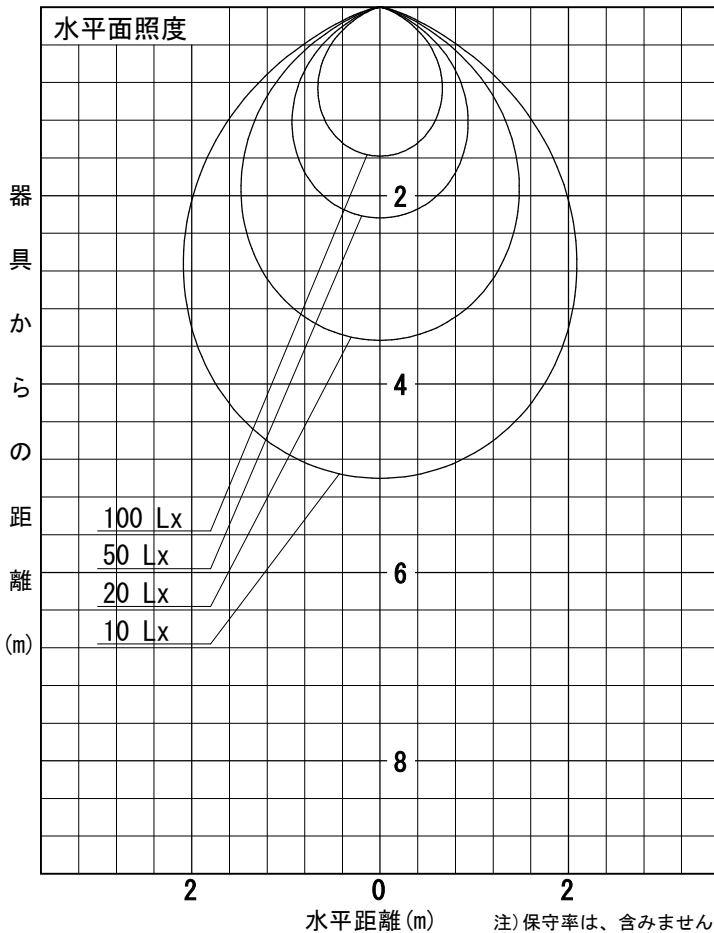 水平面照度
器具からの距離(m)
2
4
6
8
100 Lx
50 Lx
20 Lx
10 Lx
2
0
2
水平距離(m)
注)保守率は、含みません